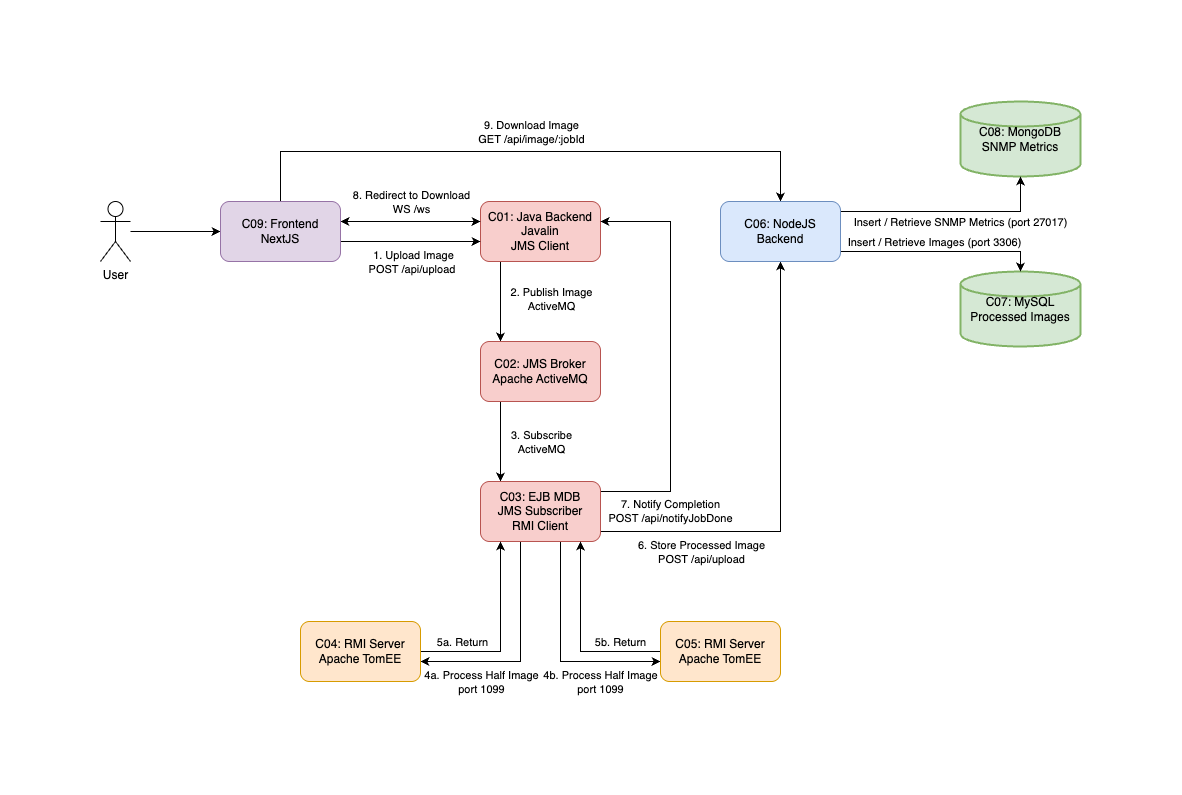 9. Download Image
GET /api/image/:jobId
C08: MongoDB
SNMP Metrics
8. Redirect to Download
WS /ws
C09: Frontend
NextJS
C01: Java Backend
Javalin
JMS Client
C06: NodeJS
Backend
Insert / Retrieve SNMP Metrics (port 27017)
Insert / Retrieve Images (port 3306)
User
1. Upload Image
POST /api/upload
2. Publish Image
ActiveMQ
C07: MySQL
Processed Images
C02: JMS Broker
Apache ActiveMQ
3. Subscribe
ActiveMQ
C03: EJB MDB
JMS Subscriber
RMI Client
7. Notify Completion
POST /api/notifyJobDone
6. Store Processed Image
POST /api/upload
C04: RMI Server
Apache TomEE
5a. Return
5b. Return
C05: RMI Server
Apache TomEE
4a. Process Half Image
port 1099
4b. Process Half Image
port 1099